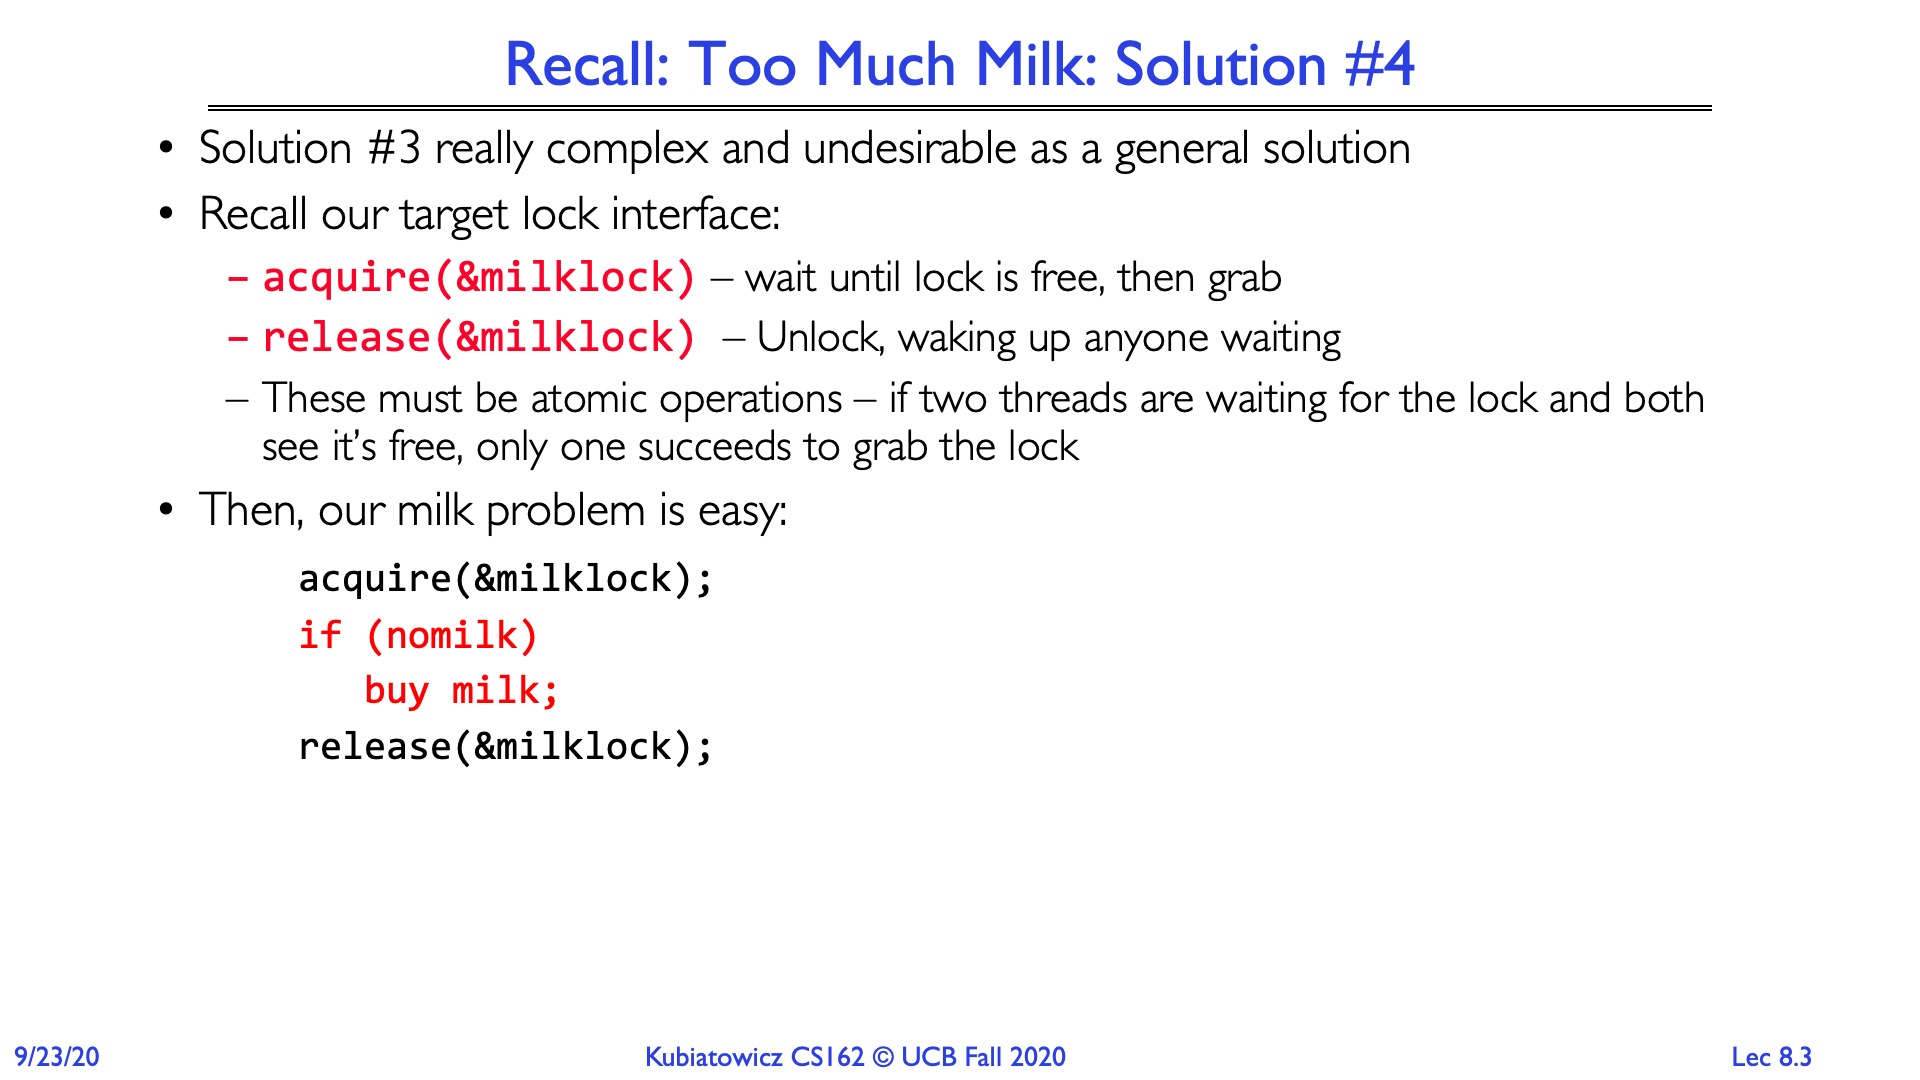 Recall: Too Much Milk: Solution #4
• Solution #3 really complex and undesirable as a general solution
• Recall our target lock interface:
– acquire(&milklock) – wait until lock is free, then grab
– release(&milklock) – Unlock, waking up anyone waiting
– These must be atomic operations – if two threads are waiting for the lock and both
see it’s free, only one succeeds to grab the lock
• Then, our milk problem is easy:
acquire(&milklock);
if (nomilk)
   buy milk;
release(&milklock);
9/23/20
Kubiatowicz CS162 © UCB Fall 2020
Lec 8.3